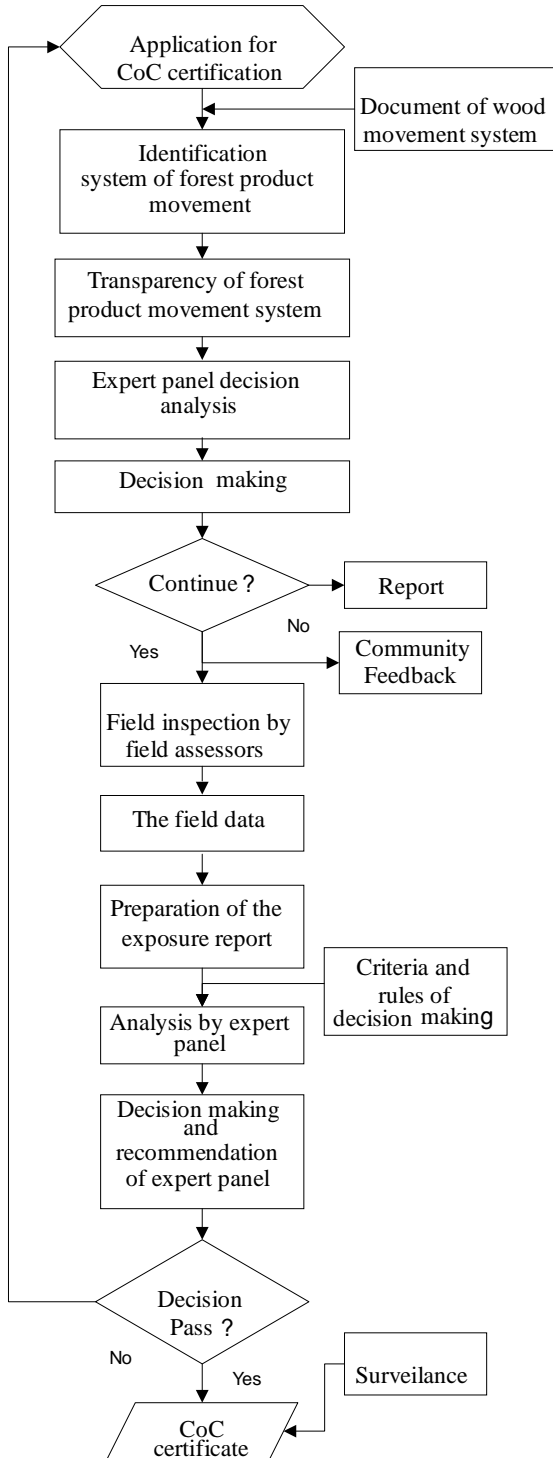 Application for
CoC certification
Document of wood
movement system
Identification
system of forest product
movement
Transparency of forest
product movement system
Expert panel decision
analysis
Decision making
Continue ?
Report
No
Yes
Community
Feedback
Field inspection by
field assessors
The field data
Preparation of the
exposure report
Criteria and
rules of
decision making
Analysis by expert
panel
Decision making
and
recommendation
of expert panel
Decision
Pass ?
No
Yes
Surveilance
CoC
certificate